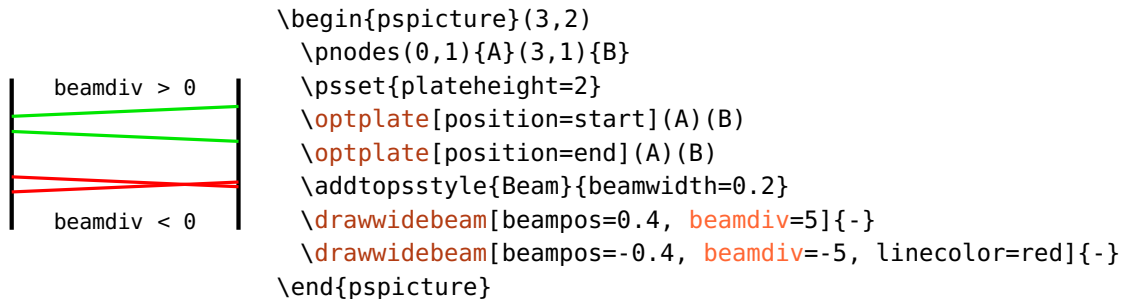 beamdiv > 0
beamdiv < 0
\begin{pspicture}(3,2)
  \pnodes(0,1){A}(3,1){B}
  \psset{plateheight=2}
  \optplate[position=start](A)(B)
  \optplate[position=end](A)(B)
  \addtopsstyle{Beam}{beamwidth=0.2}
  \drawwidebeam[beampos=0.4, beamdiv=5]{-}
  \drawwidebeam[beampos=-0.4, beamdiv=-5, linecolor=red]{-}
\end{pspicture}